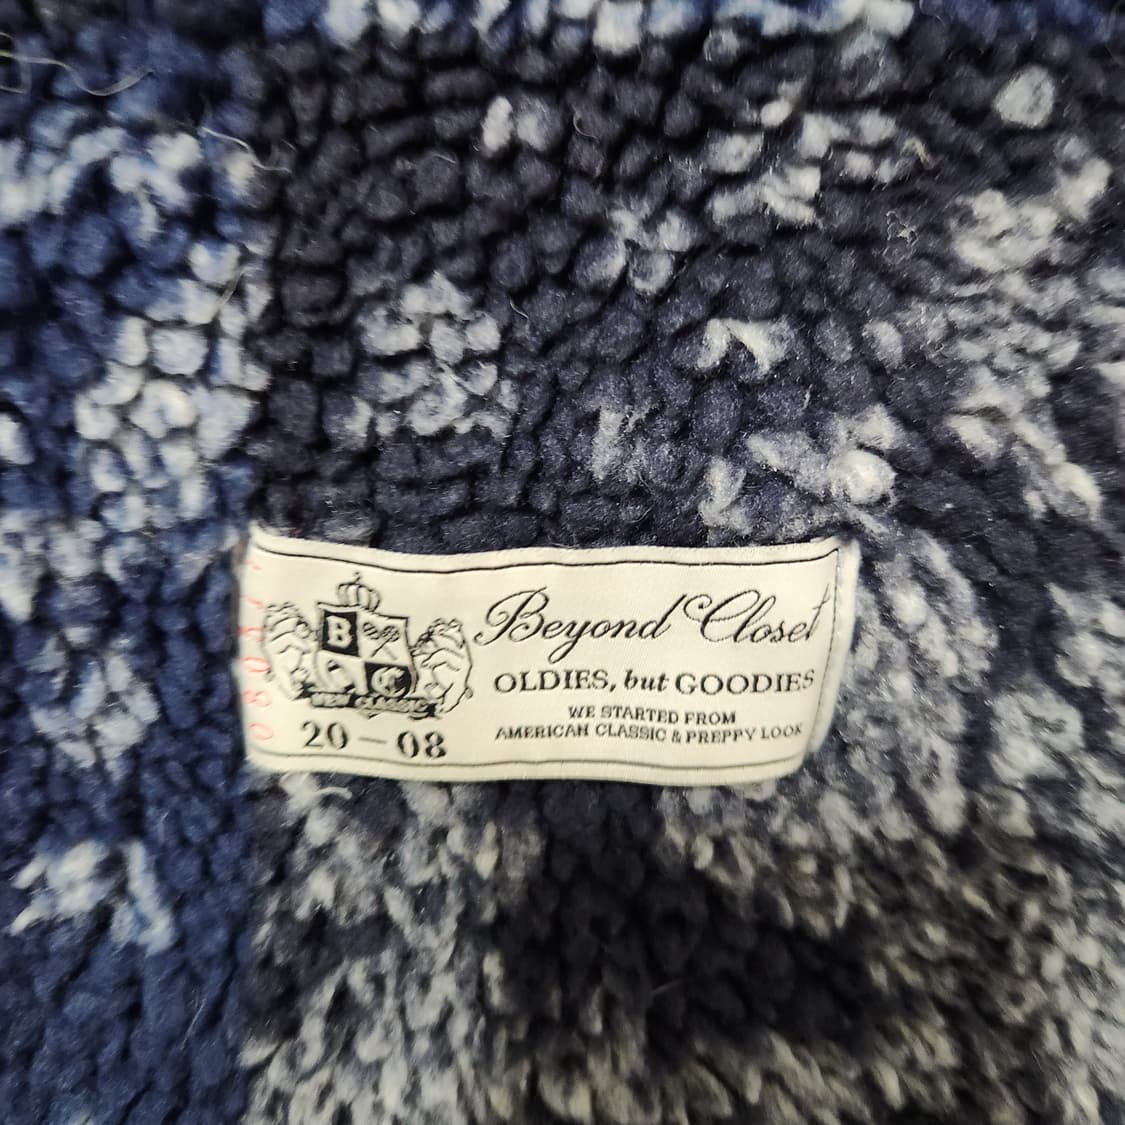 Beyond Closet
OLDIES, but GOODIES
WE STARTED FROM
AMERICAN CLASSIC & PREPPY LOOK
B
NEW CLASSIC
20 - 08